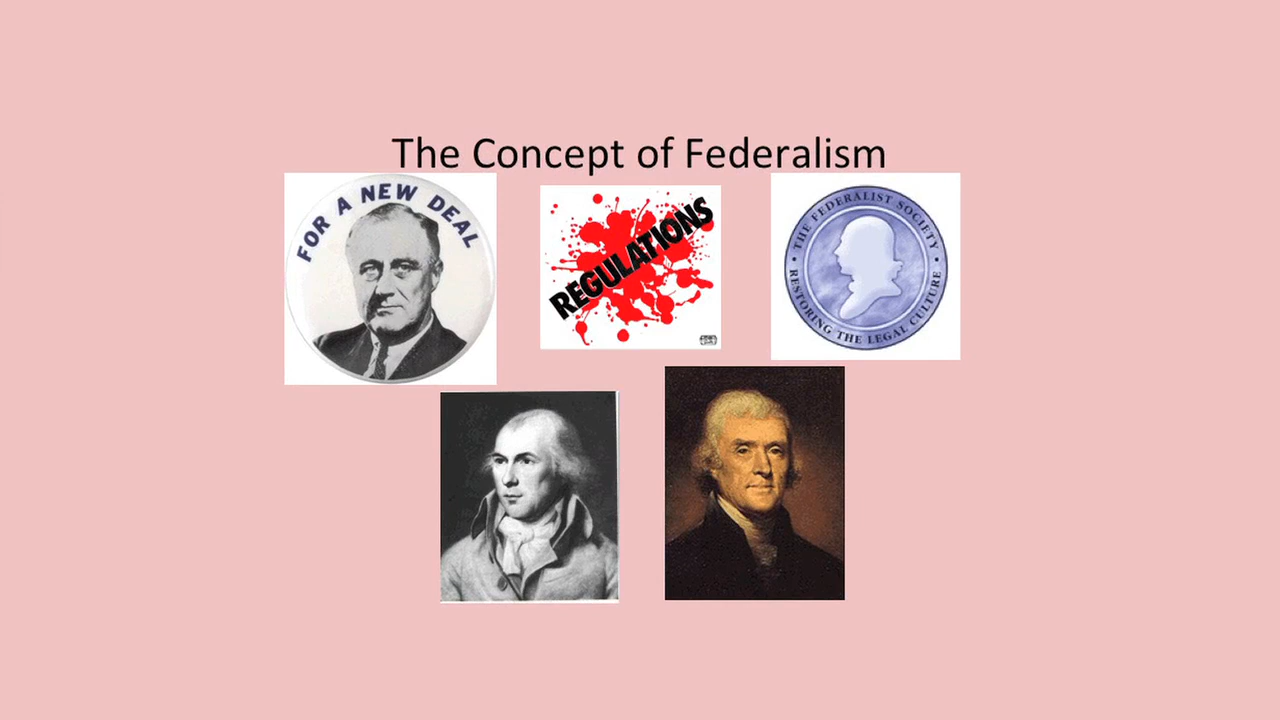 The Concept of Federalism
FOR A NEW DEAL
REGULATIONS
THE FEDERALIST SOCIETY
RESTORING THE LEGAL CULTURE